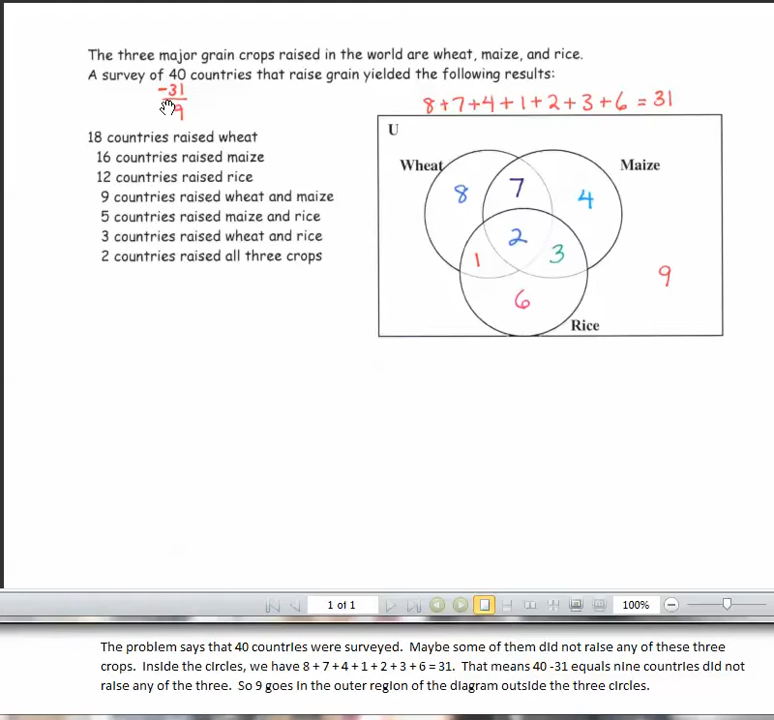 The three major grain crops raised in the world are wheat, maize, and rice.
A survey of 40 countries that raise grain yielded the following results:
-31
9
8+7+4+1+2+3+6=31
18 countries raised wheat
16 countries raised maize
12 countries raised rice
9 countries raised wheat and maize
5 countries raised maize and rice
3 countries raised wheat and rice
2 countries raised all three crops
U
Wheat
Maize
8
7
4
2
1
3
9
6
Rice
1 of 1
100%
The problem says that 40 countries were surveyed. Maybe some of them did not raise any of these three
crops. Inside the circles, we have 8 + 7 + 4 + 1 + 2 + 3 + 6 = 31. That means 40 -31 equals nine countries did not
raise any of the three. So 9 goes in the outer region of the diagram outside the three circles.